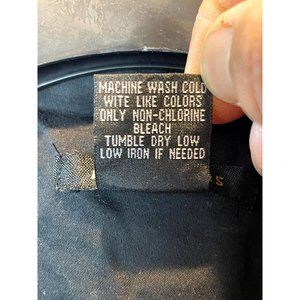 MACHINE WASH COLD
WITE LIKE COLORS
ONLY NON-CHLORINE
BLEACH
TUMBLE DRY LOW
LOW IRON IF NEEDED